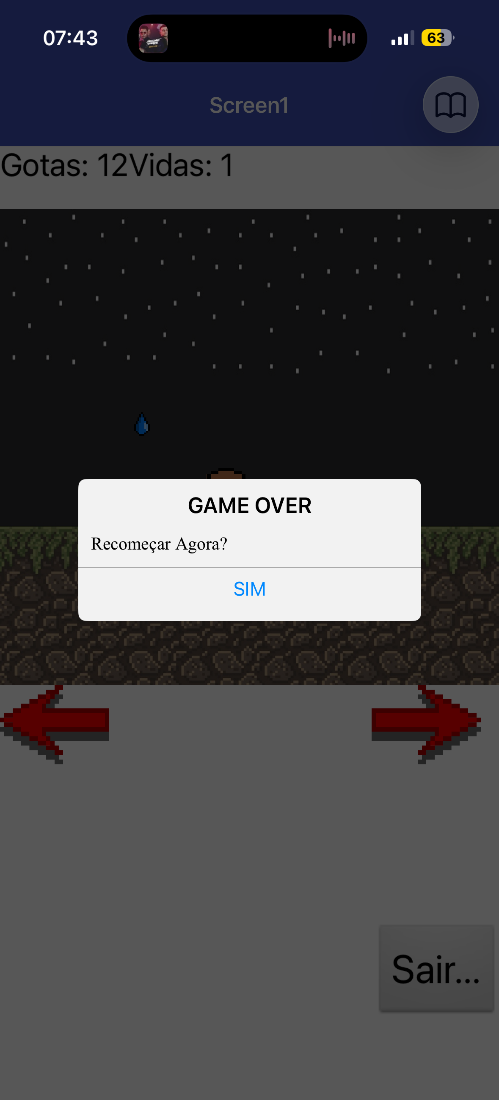 07:43
63
Screen1
Gotas: 12Vidas: 1
GAME OVER
Recomeçar Agora?
SIM
Sair...